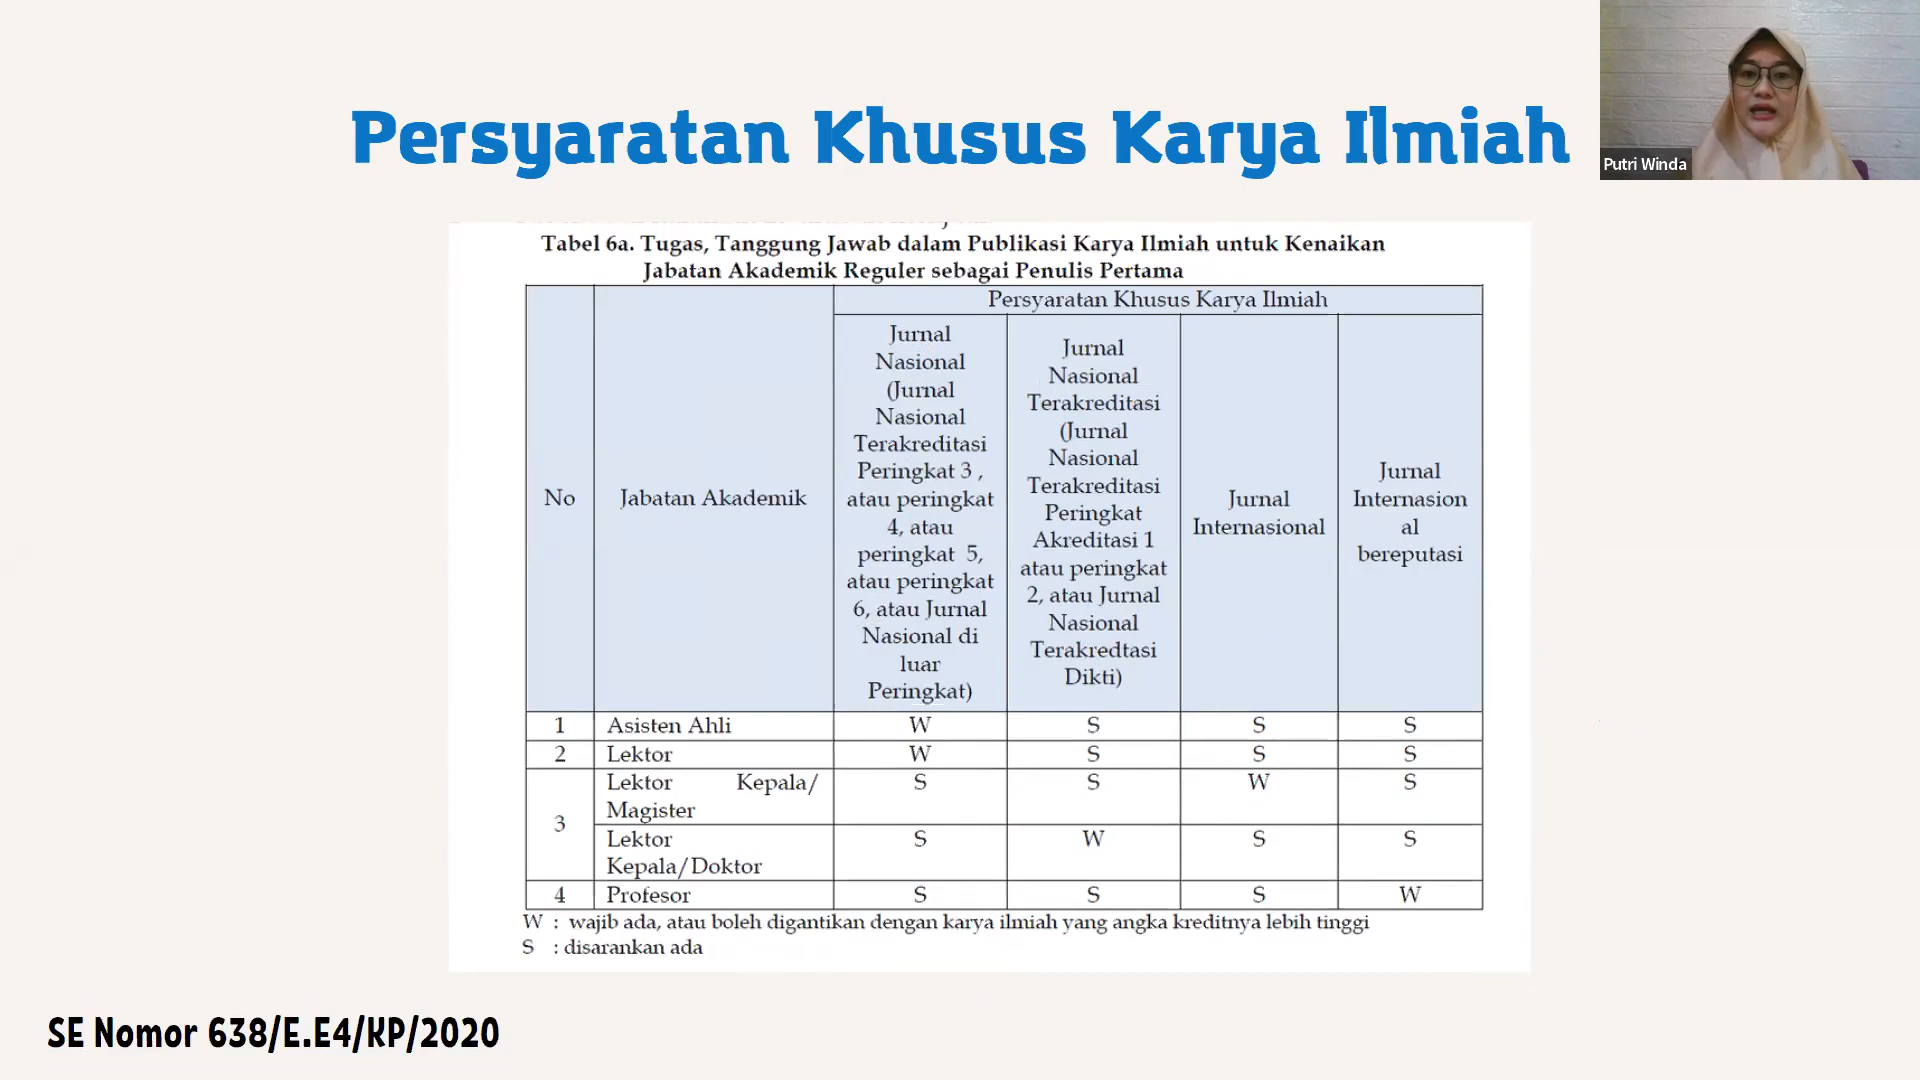 Persyaratan Khusus Karya Ilmiah
Putri Winda
Tabel 6a. Tugas, Tanggung Jawab dalam Publikasi Karya Ilmiah untuk Kenaikan
Jabatan Akademik Reguler sebagai Penulis Pertama
No
Jabatan Akademik
Persyaratan Khusus Karya Ilmiah
Jurnal
Nasional
(Jurnal
Nasional
Terakreditasi
Peringkat 3 ,
atau peringkat
4, atau
peringkat 5,
atau peringkat
6, atau Jurnal
Nasional di
luar
Peringkat)
Jurnal
Nasional
Terakreditasi
(Jurnal
Nasional
Terakreditasi
Peringkat
Akreditasi 1
atau peringkat
2, atau Jurnal
Nasional
Terakredtasi
Dikti)
Jurnal
Internasional
Jurnal
Internasion
al
bereputasi
1 Asisten Ahli W S S S
2 Lektor W S S S
3 Lektor Kepala/ S S W S
Magister
Lektor S W S S
Kepala/Doktor
4 Profesor S S S W
W : wajib ada, atau boleh digantikan dengan karya ilmiah yang angka kreditnya lebih tinggi
S : disarankan ada
SE Nomor 638/E.E4/KP/2020